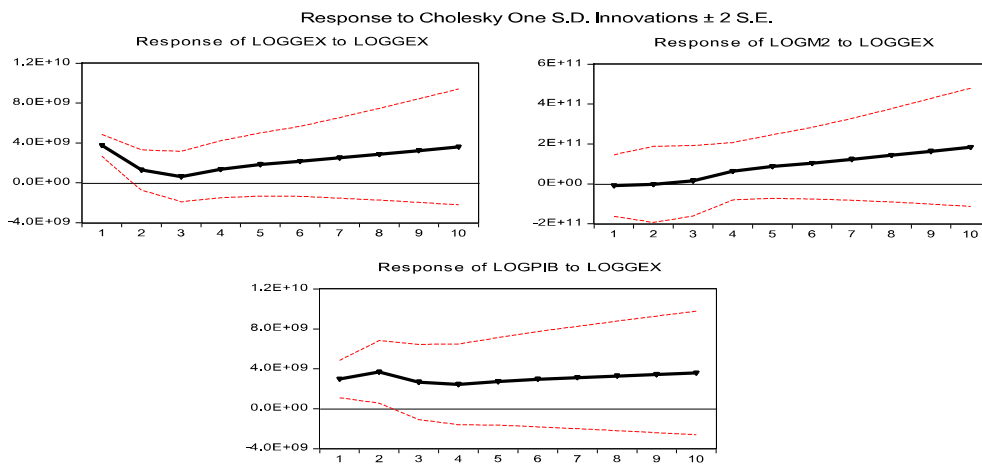 Response to Cholesky One S.D. Innovations ± 2 S.E.
Response of LOGGEX to LOGGEX
1.2E+10
8.0E+09
4.0E+09
0.0E+00
-4.0E+09
1 2 3 4 5 6 7 8 9 10
Response of LOGM2 to LOGGEX
6E+11
4E+11
2E+11
0E+00
-2E+11
1 2 3 4 5 6 7 8 9 10
Response of LOGPIB to LOGGEX
1.2E+10
8.0E+09
4.0E+09
0.0E+00
-4.0E+09
1 2 3 4 5 6 7 8 9 10